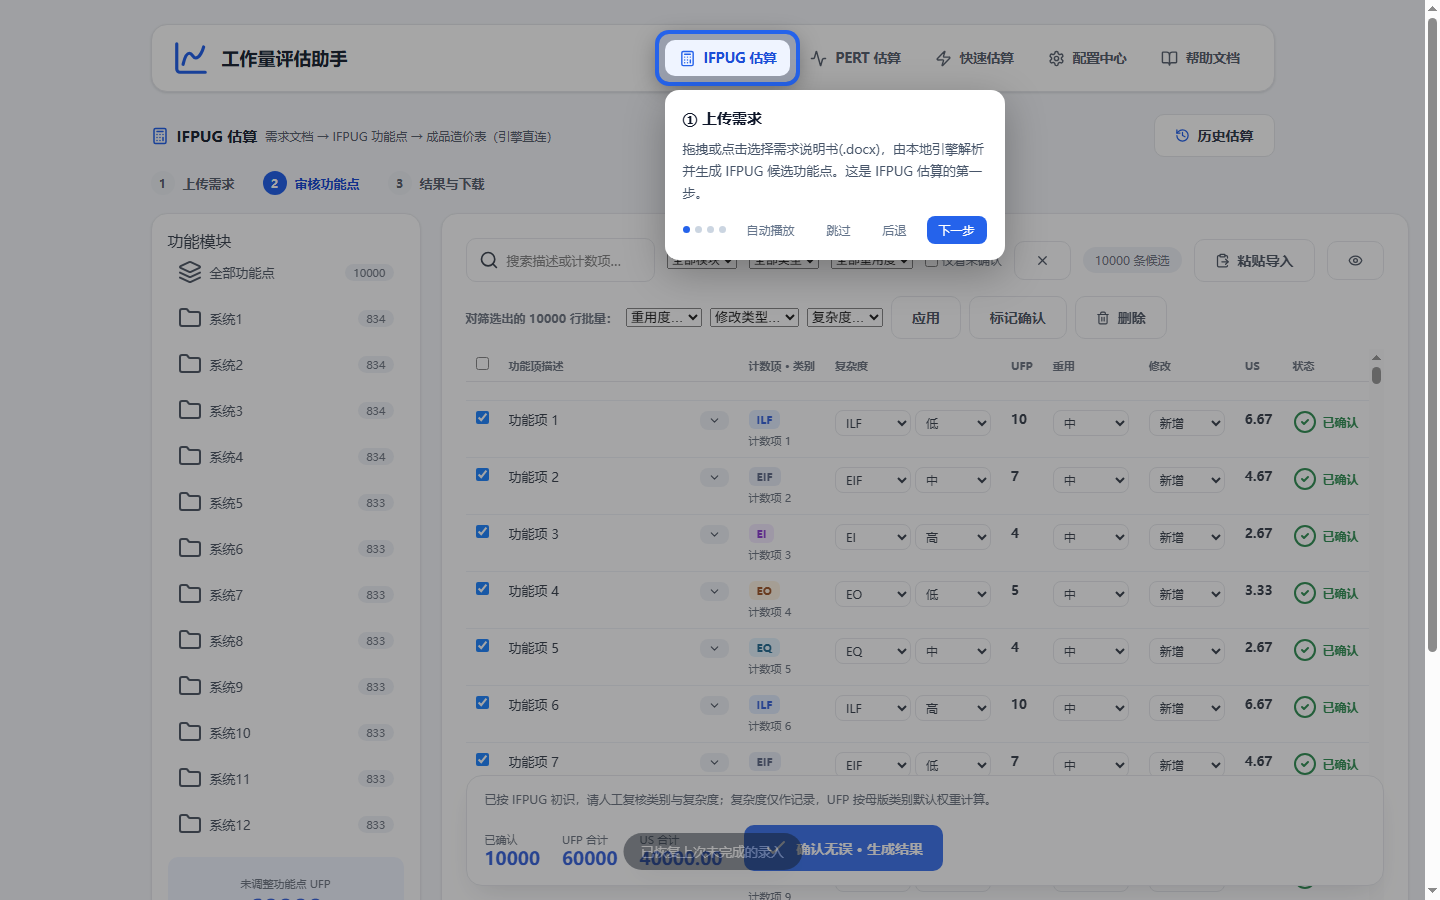 工作量评估助手
IFPUG 估算
PERT 估算
快速估算
配置中心
帮助文档
IFPUG 估算 需求文档 → IFPUG 功能点 → 成品造价表（引擎直连）
历史估算
1 上传需求
2 审核功能点
3 结果与下载
① 上传需求
拖拽或点击选择需求说明书(.docx)，由本地引擎解析
并生成 IFPUG 候选功能点。这是 IFPUG 估算的第一
步。
自动播放 跳过 后退 下一步
功能模块
全部功能点 10000
系统1 834
系统2 834
系统3 834
系统4 834
系统5 833
系统6 833
系统7 833
系统8 833
系统9 833
系统10 833
系统11 833
系统12 833
未调整功能点 UFP
搜索描述或计数项...
10000 条候选
粘贴导入
对筛选出的 10000 行批量：
重用度... 修改类型... 复杂度...
应用
标记确认
删除
功能项描述 计数项 • 类别 复杂度 UFP 重用 修改 US 状态
功能项 1 ILF ILF 低 10 中 新增 6.67 已确认
计数项 1
功能项 2 EIF EIF 中 7 中 新增 4.67 已确认
计数项 2
功能项 3 EI EI 高 4 中 新增 2.67 已确认
计数项 3
功能项 4 EO EO 低 5 中 新增 3.33 已确认
计数项 4
功能项 5 EQ EQ 中 4 中 新增 2.67 已确认
计数项 5
功能项 6 ILF ILF 高 10 中 新增 6.67 已确认
计数项 6
功能项 7 EIF EIF 低 7 中 新增 4.67 已确认
已按 IFPUG 初识，请人工复核类别与复杂度；复杂度仅作记录，UFP 按母版类别默认权重计算。
已确认 UFP 合计 US 合计
10000 60000 40000.00
已恢复上次未完成的录入
确认无误 • 生成结果
计数项 9